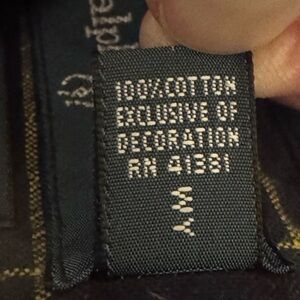 100% COTTON
EXCLUSIVE OF
DECORATION
RN 41381